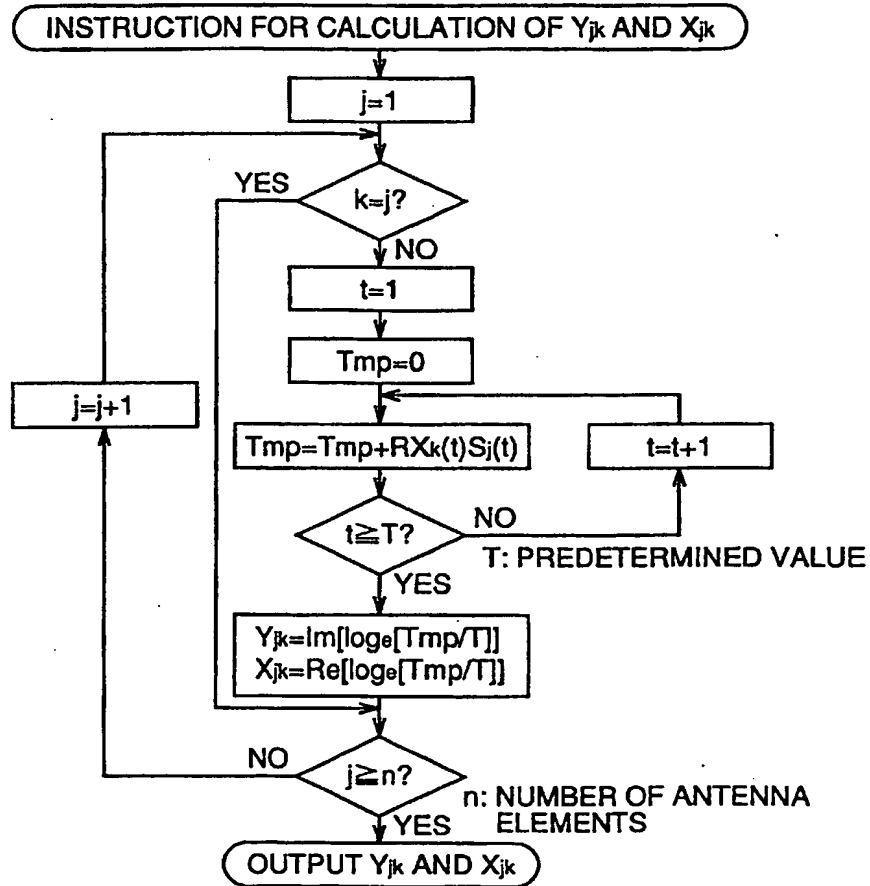 INSTRUCTION FOR CALCULATION OF Yjk AND Xjk
j=1
YES
k=j?
NO
t=1
Tmp=0
j=j+1
Tmp=Tmp+RXk(t)Sj(t)
t=t+1
t≧T?
NO
T: PREDETERMINED VALUE
YES
Yjk=Im[loge[Tmp/T]]
Xjk=Re[loge[Tmp/T]]
NO
j≧n?
n: NUMBER OF ANTENNA
ELEMENTS
YES
OUTPUT Yjk AND Xjk